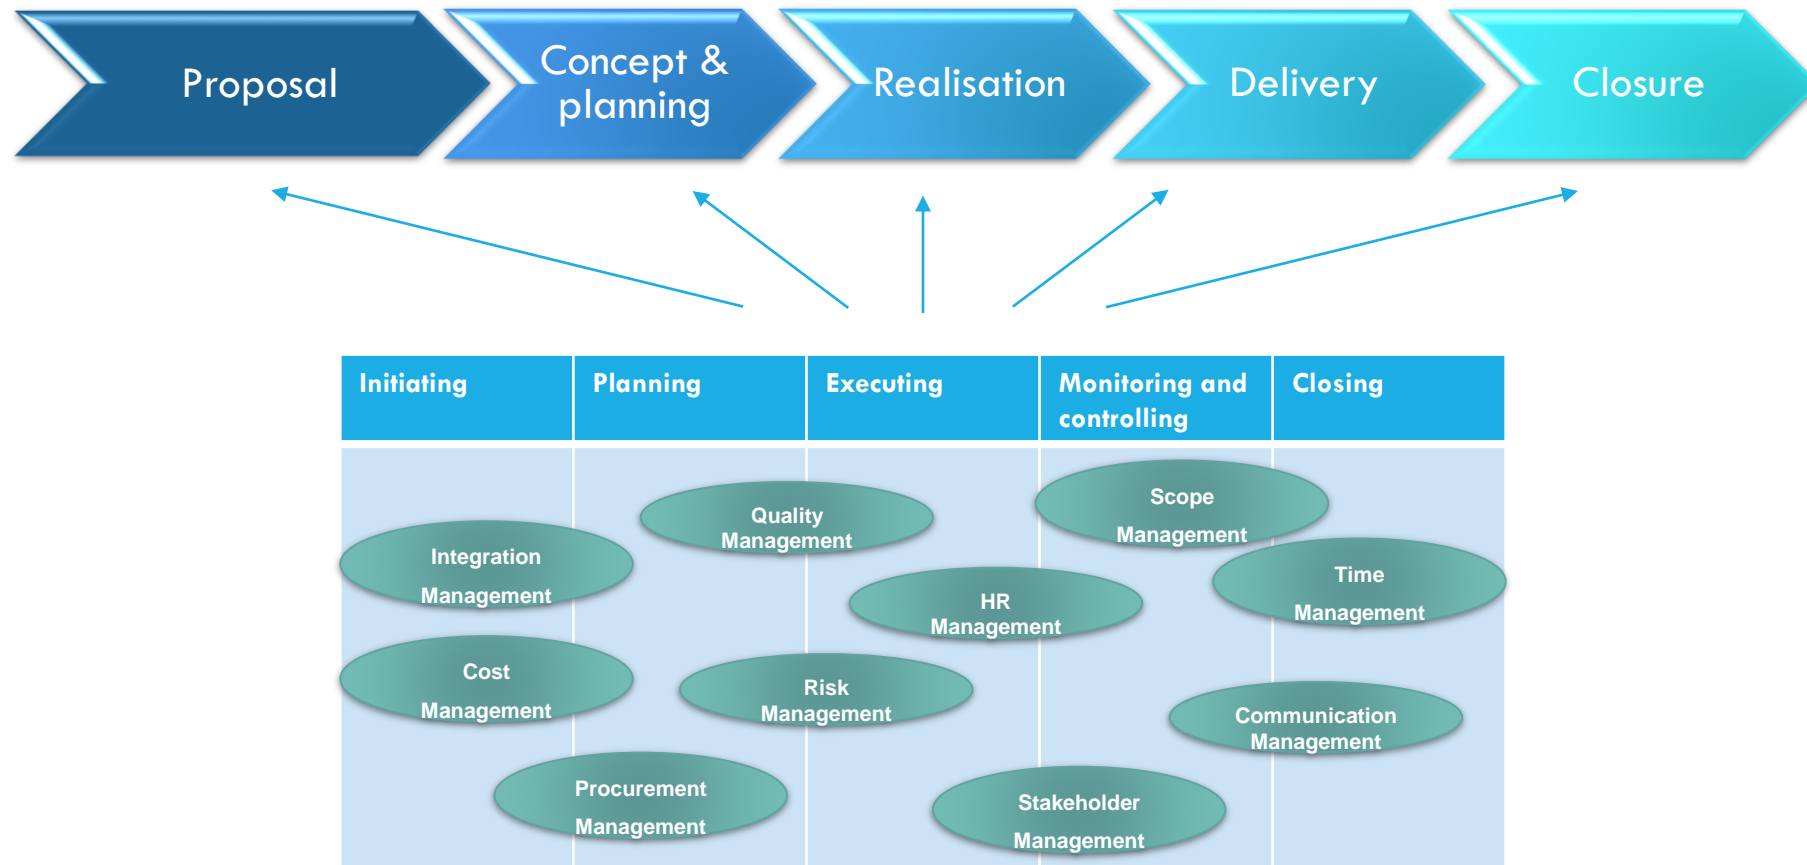 Proposal
Concept &
planning
Realisation
Delivery
Closure
Initiating
Planning
Executing
Monitoring and
controlling
Closing
Integration
Management
Quality
Management
Scope
Management
HR
Management
Time
Management
Cost
Management
Risk
Management
Communication
Management
Procurement
Management
Stakeholder
Management